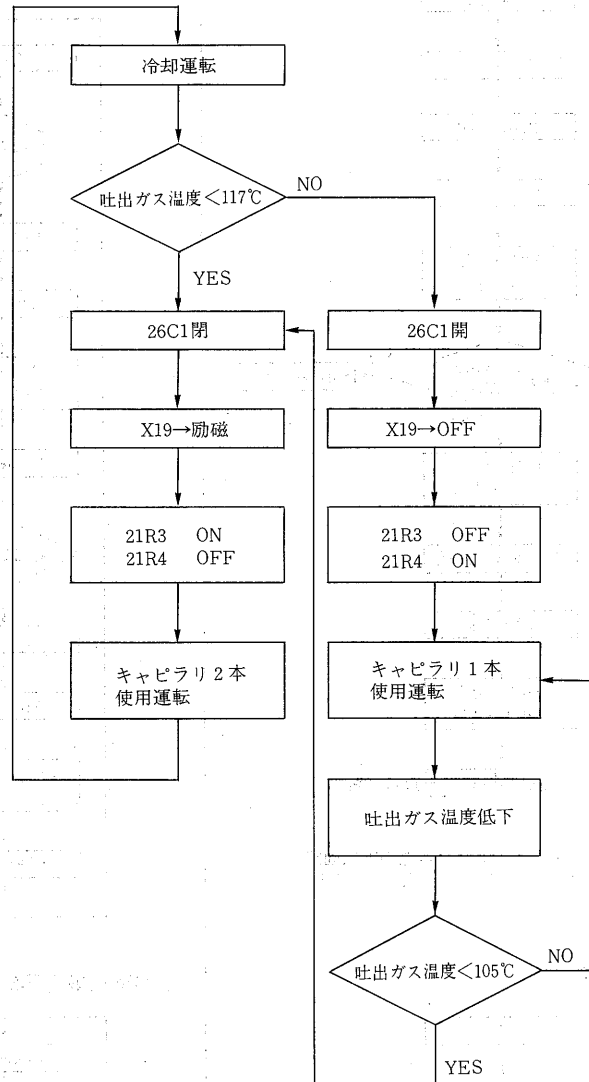 冷却運転
吐出ガス温度<117℃
NO
YES
26C1閉
26C1開
X19→励磁
X19→OFF
21R3 ON
21R4 OFF
21R3 OFF
21R4 ON
キャピラリ2本
使用運転
キャピラリ1本
使用運転
吐出ガス温度低下
吐出ガス温度<105℃
NO
YES